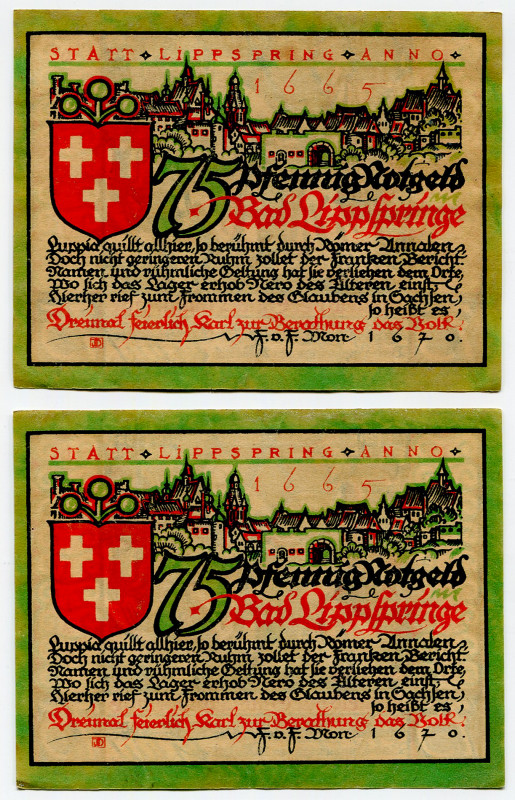 STATT LIPPSPRING ANNO
1665
75 Pfennig Notgeld
Bad Lippspringe
Luppia quillt allhier, so berühmt durch Römer Annalen,
Doch nicht geringeren Ruhm zollet der Franken Bericht.
Namen und rühmliche Geltung hat sie verliehen dem Orte,
Wo sich das Lager erhob Nero des Älteren einst,
Hierher rief zum Frommen des Glaubens in Sachsen,
so heißt es,
Dreimal feierlich Karl zur Berathung das Volk.
F. v. F. Mon 1670.
STATT LIPPSPRING ANNO
1665
75 Pfennig Notgeld
Bad Lippspringe
Luppia quillt allhier, so berühmt durch Römer Annalen,
Doch nicht geringeren Ruhm zollet der Franken Bericht.
Namen und rühmliche Geltung hat sie verliehen dem Orte,
Wo sich das Lager erhob Nero des Älteren einst,
Hierher rief zum Frommen des Glaubens in Sachsen,
so heißt es,
Dreimal feierlich Karl zur Berathung das Volk.
F. v. F. Mon 1670.